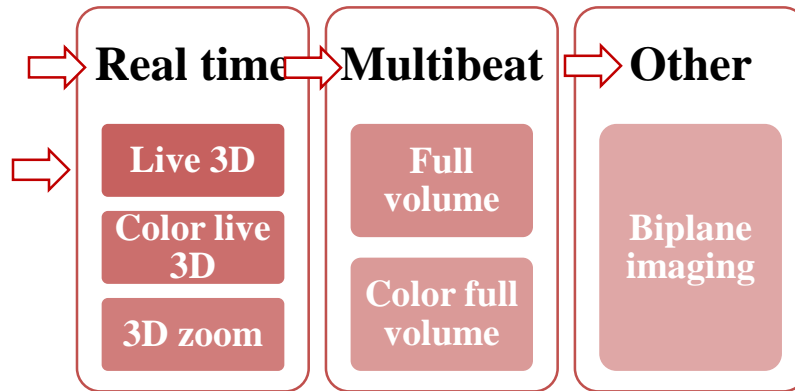 Real time
Live 3D
Color live
3D
3D zoom
Multibeat
Full
volume
Color full
volume
Other
Biplane
imaging